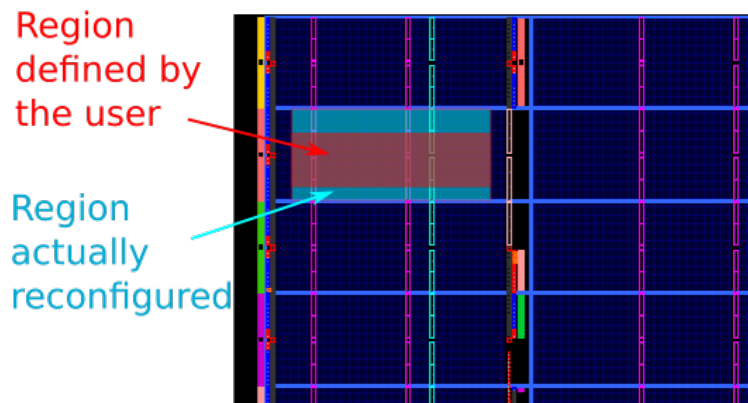 Region
defined by
the user
Region
actually
reconfigured